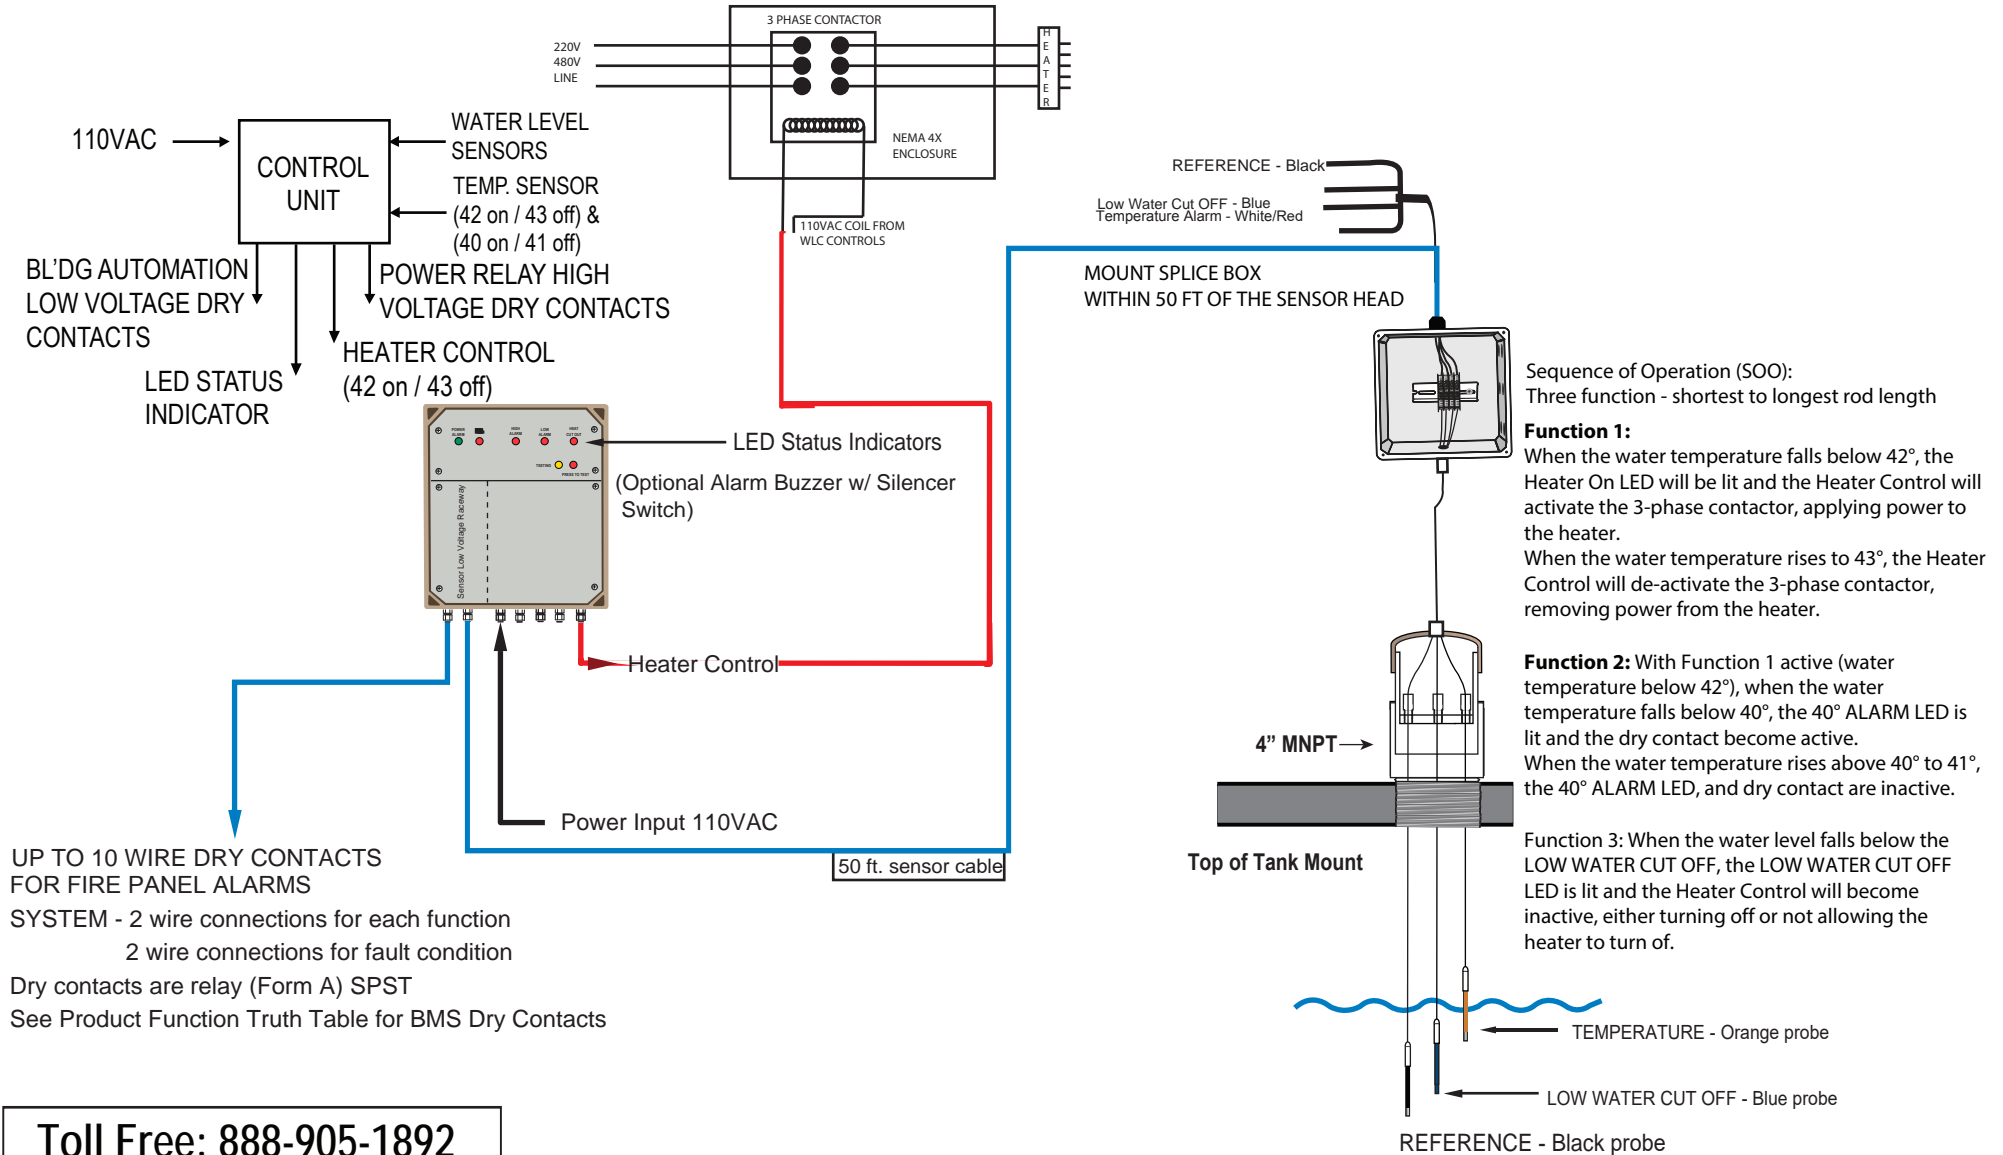 3 PHASE CONTACTOR
220V
480V
LINE
HEATER
NEMA 4X
ENCLOSURE
110VAC COIL FROM
WLC CONTROLS
110VAC
CONTROL
UNIT
WATER LEVEL
SENSORS
TEMP. SENSOR
(42 on / 43 off) &
(40 on / 41 off)
BL'DG AUTOMATION
LOW VOLTAGE DRY
CONTACTS
POWER RELAY HIGH
VOLTAGE DRY CONTACTS
LED STATUS
INDICATOR
HEATER CONTROL
(42 on / 43 off)
REFERENCE - Black
Low Water Cut OFF - Blue
Temperature Alarm - White/Red
MOUNT SPLICE BOX
WITHIN 50 FT OF THE SENSOR HEAD
POWER
ALARM
HIGH
ALARM
LOW
ALARM
HEAT
CUT OUT
TESTING
PRESS TO TEST
Sensor Low Voltage Raceway
LED Status Indicators
(Optional Alarm Buzzer w/ Silencer
Switch)
Heater Control
Power Input 110VAC
50 ft. sensor cable
UP TO 10 WIRE DRY CONTACTS
FOR FIRE PANEL ALARMS
SYSTEM - 2 wire connections for each function
2 wire connections for fault condition
Dry contacts are relay (Form A) SPST
See Product Function Truth Table for BMS Dry Contacts
Toll Free: 888-905-1892
Sequence of Operation (SOO):
Three function - shortest to longest rod length
Function 1:
When the water temperature falls below 42°, the
Heater On LED will be lit and the Heater Control will
activate the 3-phase contactor, applying power to
the heater.
When the water temperature rises to 43°, the Heater
Control will de-activate the 3-phase contactor,
removing power from the heater.
Function 2: With Function 1 active (water
temperature below 42°), when the water
temperature falls below 40°, the 40° ALARM LED is
lit and the dry contact become active.
When the water temperature rises above 40° to 41°,
the 40° ALARM LED, and dry contact are inactive.
Function 3: When the water level falls below the
LOW WATER CUT OFF, the LOW WATER CUT OFF
LED is lit and the Heater Control will become
inactive, either turning off or not allowing the
heater to turn of.
4” MNPT
Top of Tank Mount
TEMPERATURE - Orange probe
LOW WATER CUT OFF - Blue probe
REFERENCE - Black probe